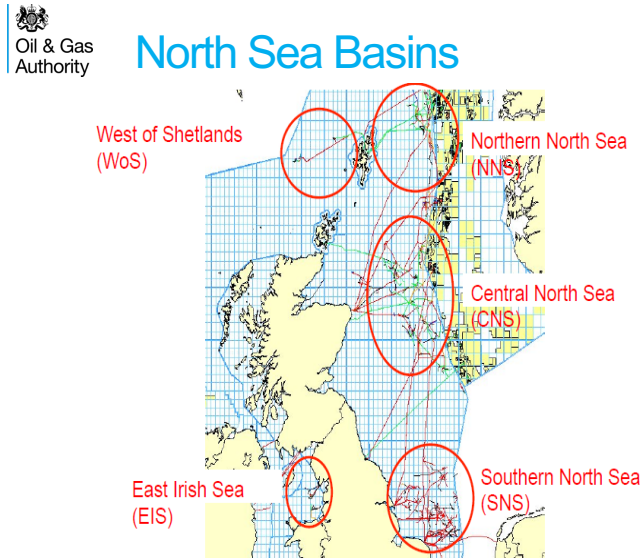 Oil & Gas
Authority
North Sea Basins
West of Shetlands
(WoS)
Northern North Sea
(NNS)
Central North Sea
(CNS)
East Irish Sea
(EIS)
Southern North Sea
(SNS)